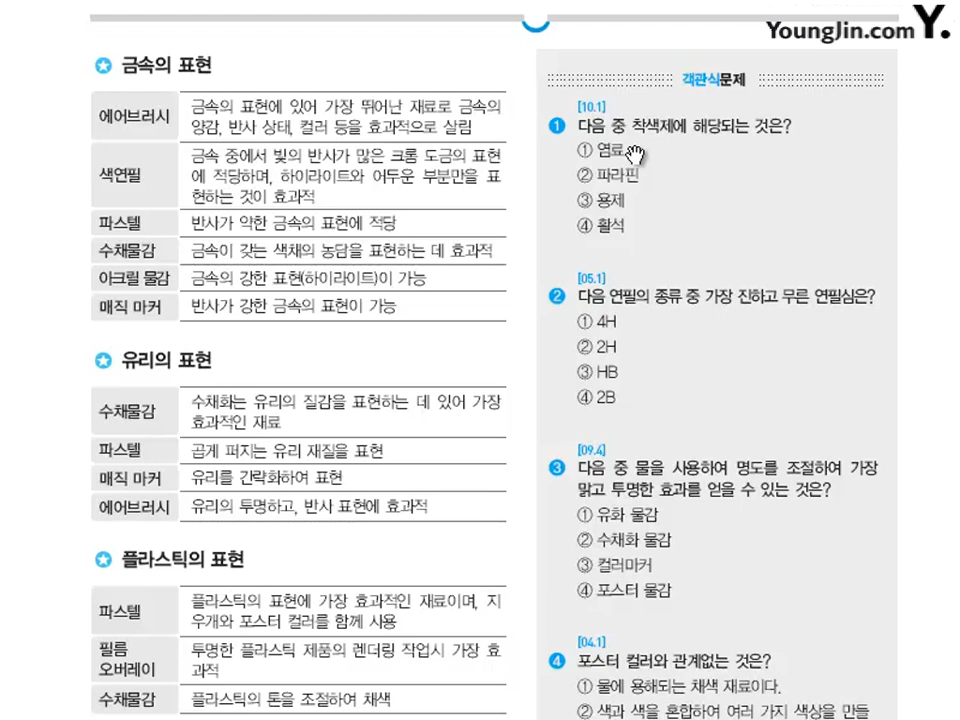 YoungJin.com Y.
금속의 표현
에어브러시
금속의 표현에 있어 가장 뛰어난 재료로 금속의
양감, 반사 상태, 컬러 등을 효과적으로 살림
색연필
금속 중에서 빛의 반사가 많은 크롬 도금의 표현
에 적당하며, 하이라이트와 어두운 부분만을 표
현하는 것이 효과적
파스텔
반사가 약한 금속의 표현에 적당
수채물감
금속이 갖는 색채의 농담을 표현하는 데 효과적
아크릴 물감
금속의 강한 표현(하이라이트)이 가능
매직 마커
반사가 강한 금속의 표현이 가능
유리의 표현
수채물감
수채화는 유리의 질감을 표현하는 데 있어 가장
효과적인 재료
파스텔
곱게 퍼지는 유리 재질을 표현
매직 마커
유리를 간략화하여 표현
에어브러시
유리의 투명하고, 반사 표현에 효과적
플라스틱의 표현
파스텔
플라스틱의 표현에 가장 효과적인 재료이며, 지
우개와 포스터 컬러를 함께 사용
필름
오버레이
투명한 플라스틱 제품의 렌더링 작업시 가장 효
과적
수채물감
플라스틱의 톤을 조절하여 채색
객관식문제
[10.1]
1 다음 중 착색제에 해당되는 것은?
① 염료
② 파라핀
③ 용제
④ 활석
[05.1]
2 다음 연필의 종류 중 가장 진하고 무른 연필심은?
① 4H
② 2H
③ HB
④ 2B
[09.4]
3 다음 중 물을 사용하여 명도를 조절하여 가장
맑고 투명한 효과를 얻을 수 있는 것은?
① 유화 물감
② 수채화 물감
③ 컬러마커
④ 포스터 물감
[04.1]
4 포스터 컬러와 관계없는 것은?
① 물에 용해되는 채색 재료이다.
② 색과 색을 혼합하여 여러 가지 색상을 만들